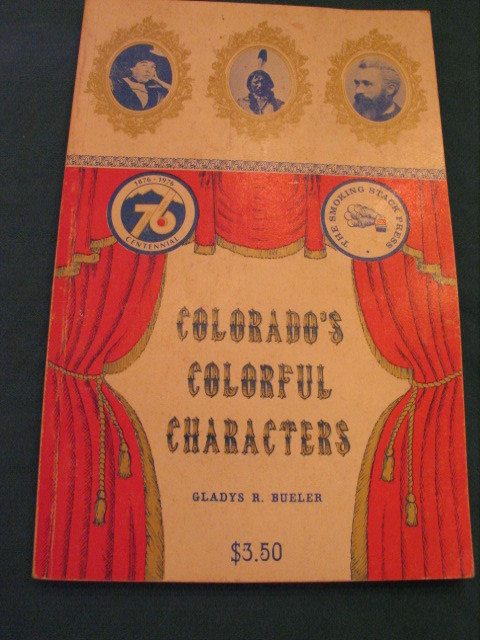 1876-1976
76
CENTENNIAL
THE SMOKING STACK PRESS
COLORADO'S
COLORFUL
CHARACTERS
GLADYS R. BUELER
$3.50